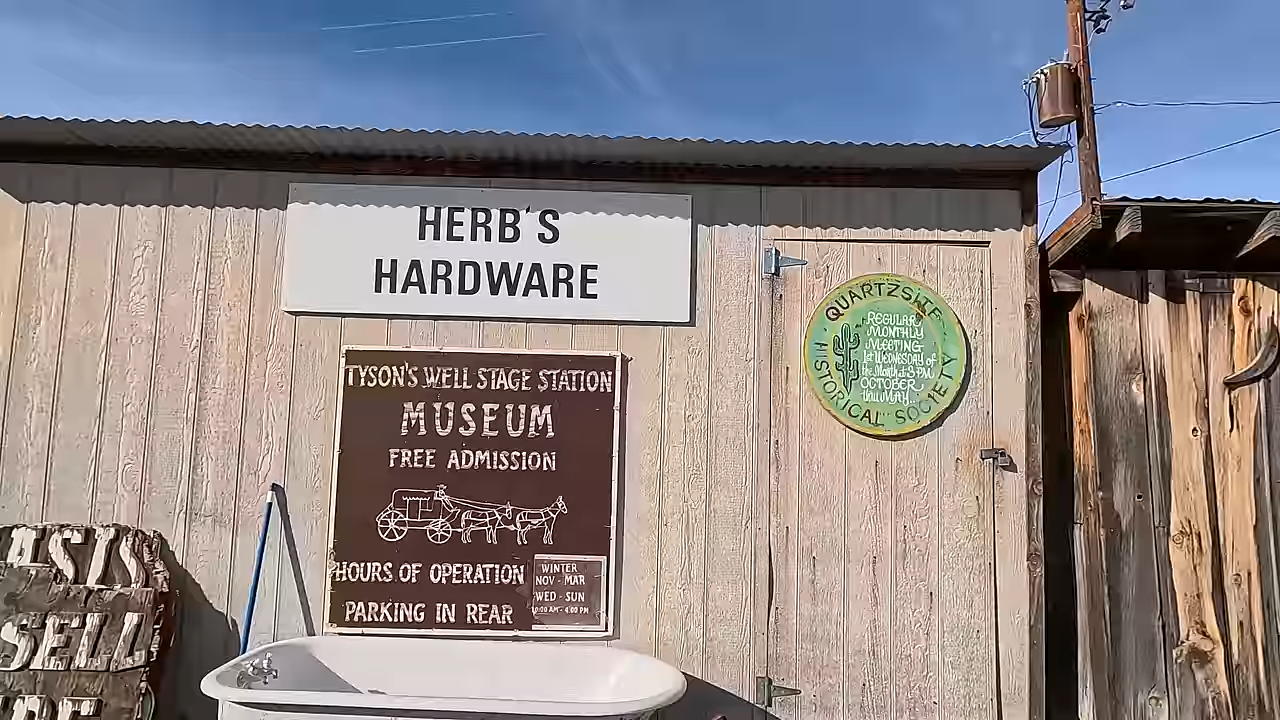 HERB'S
HARDWARE
TYSON'S WELL STAGE STATION
MUSEUM
FREE ADMISSION
HOURS OF OPERATION
PARKING IN REAR
WINTER
NOV - MAR
WED - SUN
10:00 AM - 4:00 PM
QUARTZSITE
HISTORICAL SOCIETY
REGULAR
MONTHLY
MEETING
1st WEDNESDAY of
the Month at 3 PM
OCTOBER
thru MAY..
ASIS
SELL